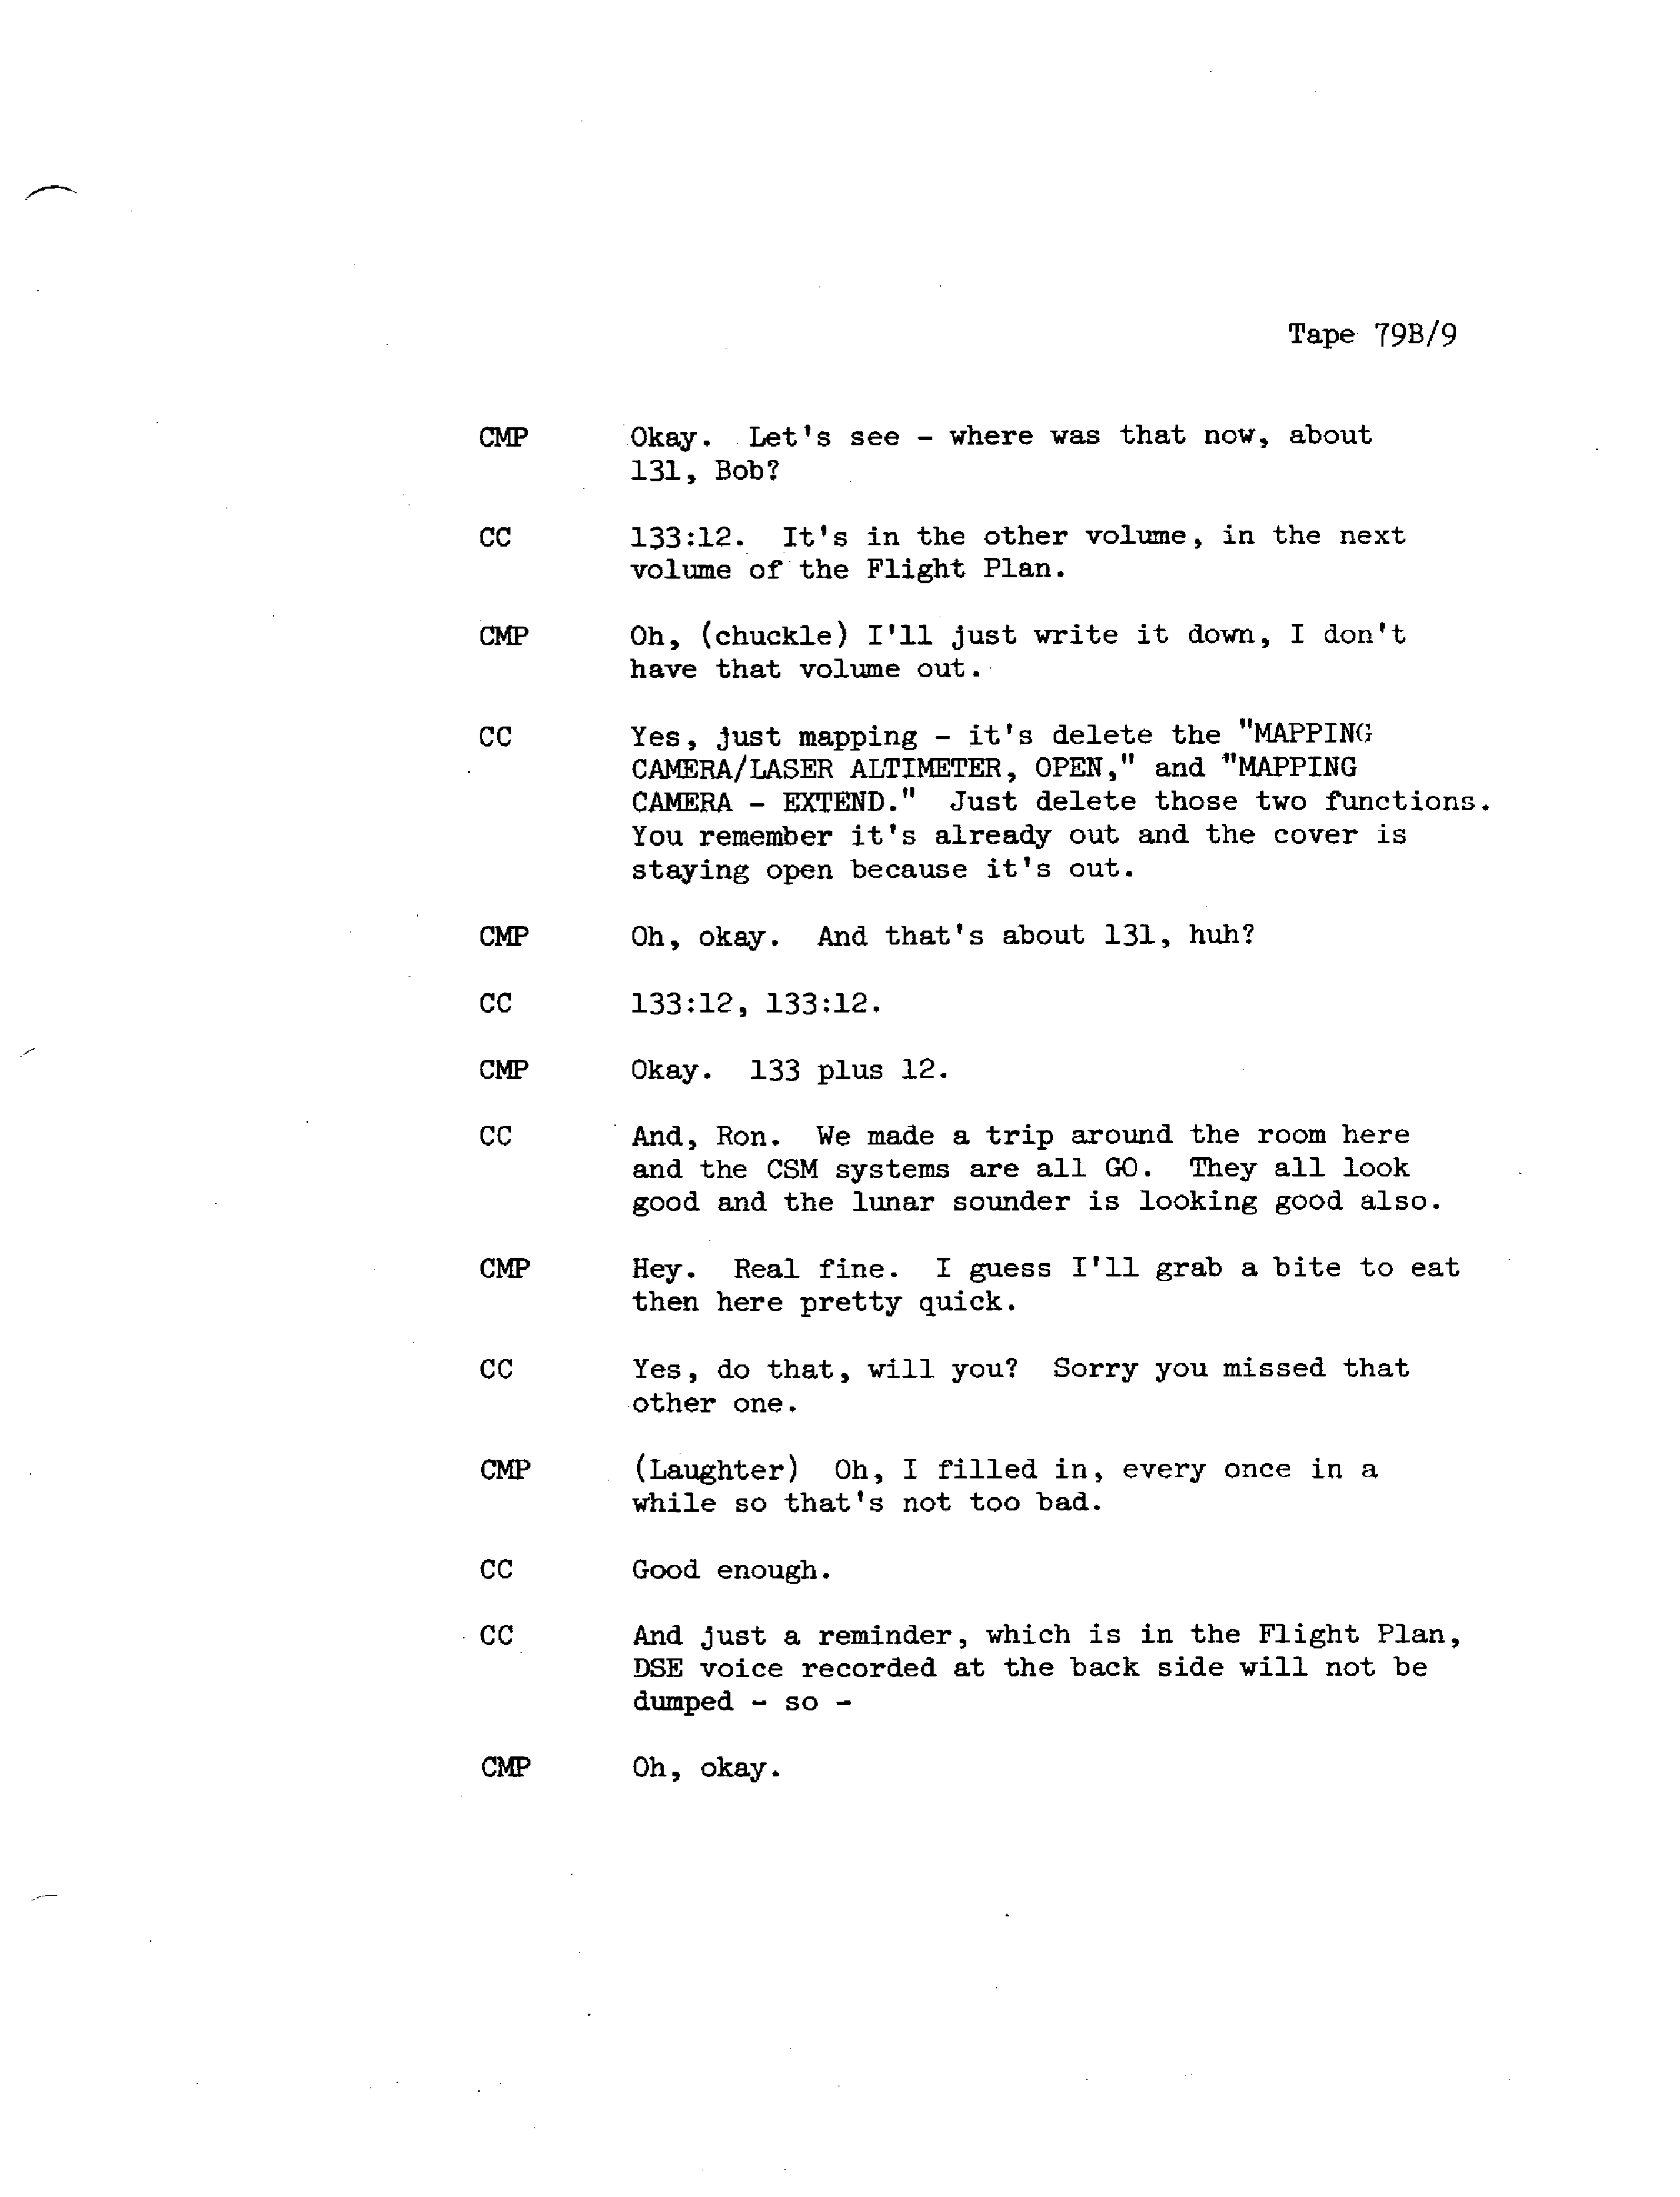 Tape 79B/9
CMP Okay. Let's see - where was that now, about
131, Bob?
CC 133:12. It's in the other volume, in the next
volume of the Flight Plan.
CMP Oh, (chuckle) I'll just write it down, I don't
have that volume out.
CC Yes, just mapping - it's delete the "MAPPING
CAMERA/LASER ALTIMETER, OPEN," and "MAPPING
CAMERA - EXTEND." Just delete those two functions.
You remember it's already out and the cover is
staying open because it's out.
CMP Oh, okay. And that's about 131, huh?
CC 133:12, 133:12.
CMP Okay. 133 plus 12.
CC And, Ron. We made a trip around the room here
and the CSM systems are all GO. They all look
good and the lunar sounder is looking good also.
CMP Hey. Real fine. I guess I'll grab a bite to eat
then here pretty quick.
CC Yes, do that, will you? Sorry you missed that
other one.
CMP (Laughter) Oh, I filled in, every once in a
while so that's not too bad.
CC Good enough.
CC And just a reminder, which is in the Flight Plan,
DSE voice recorded at the back side will not be
dumped - so -
CMP Oh, okay.